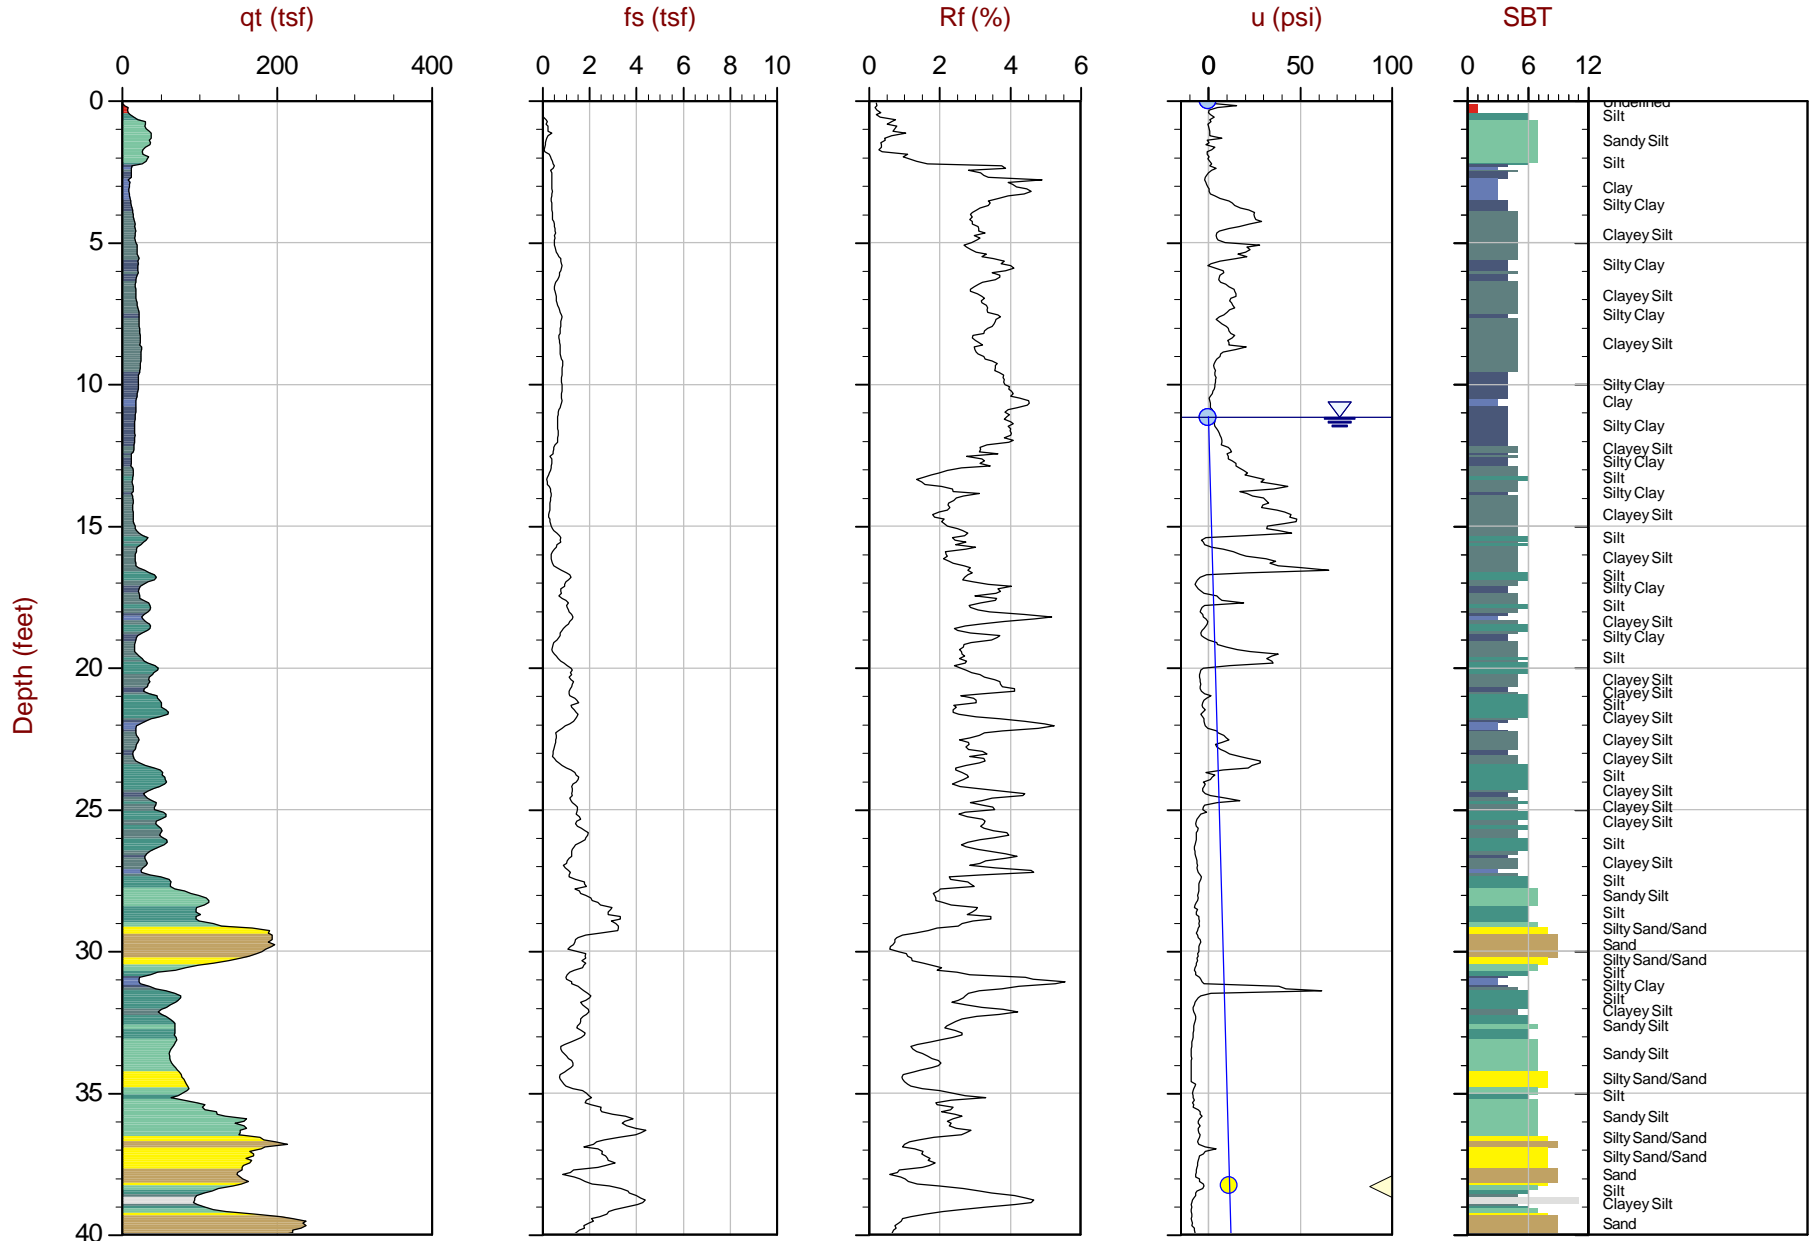 qt (tsf) fs (tsf) Rf (%) u (psi) SBT
0 200 400 0 2 4 6 8 10 0 2 4 6 0 50 100 0 6 12
0
Undefined
Silt
Sandy Silt
Silt
Clay
Silty Clay
5
Clayey Silt
Silty Clay
Clayey Silt
Silty Clay
Clayey Silt
10
Silty Clay
Clay
Silty Clay
Clayey Silt
Silty Clay
Silt
Silty Clay
Clayey Silt
15
Silt
Clayey Silt
Silt
Silty Clay
Silt
Clayey Silt
Silty Clay
Silt
20
Depth (feet)
Clayey Silt
Clayey Silt
Silt
Clayey Silt
Clayey Silt
Clayey Silt
Silt
Clayey Silt
25
Clayey Silt
Clayey Silt
Silt
Clayey Silt
Silt
Sandy Silt
Silt
Silty Sand/Sand
30
Sand
Silty Sand/Sand
Silt
Silty Clay
Silt
Clayey Silt
Sandy Silt
Sandy Silt
Silty Sand/Sand
35
Silt
Sandy Silt
Silty Sand/Sand
Silty Sand/Sand
Sand
Silt
Clayey Silt
Sand
40